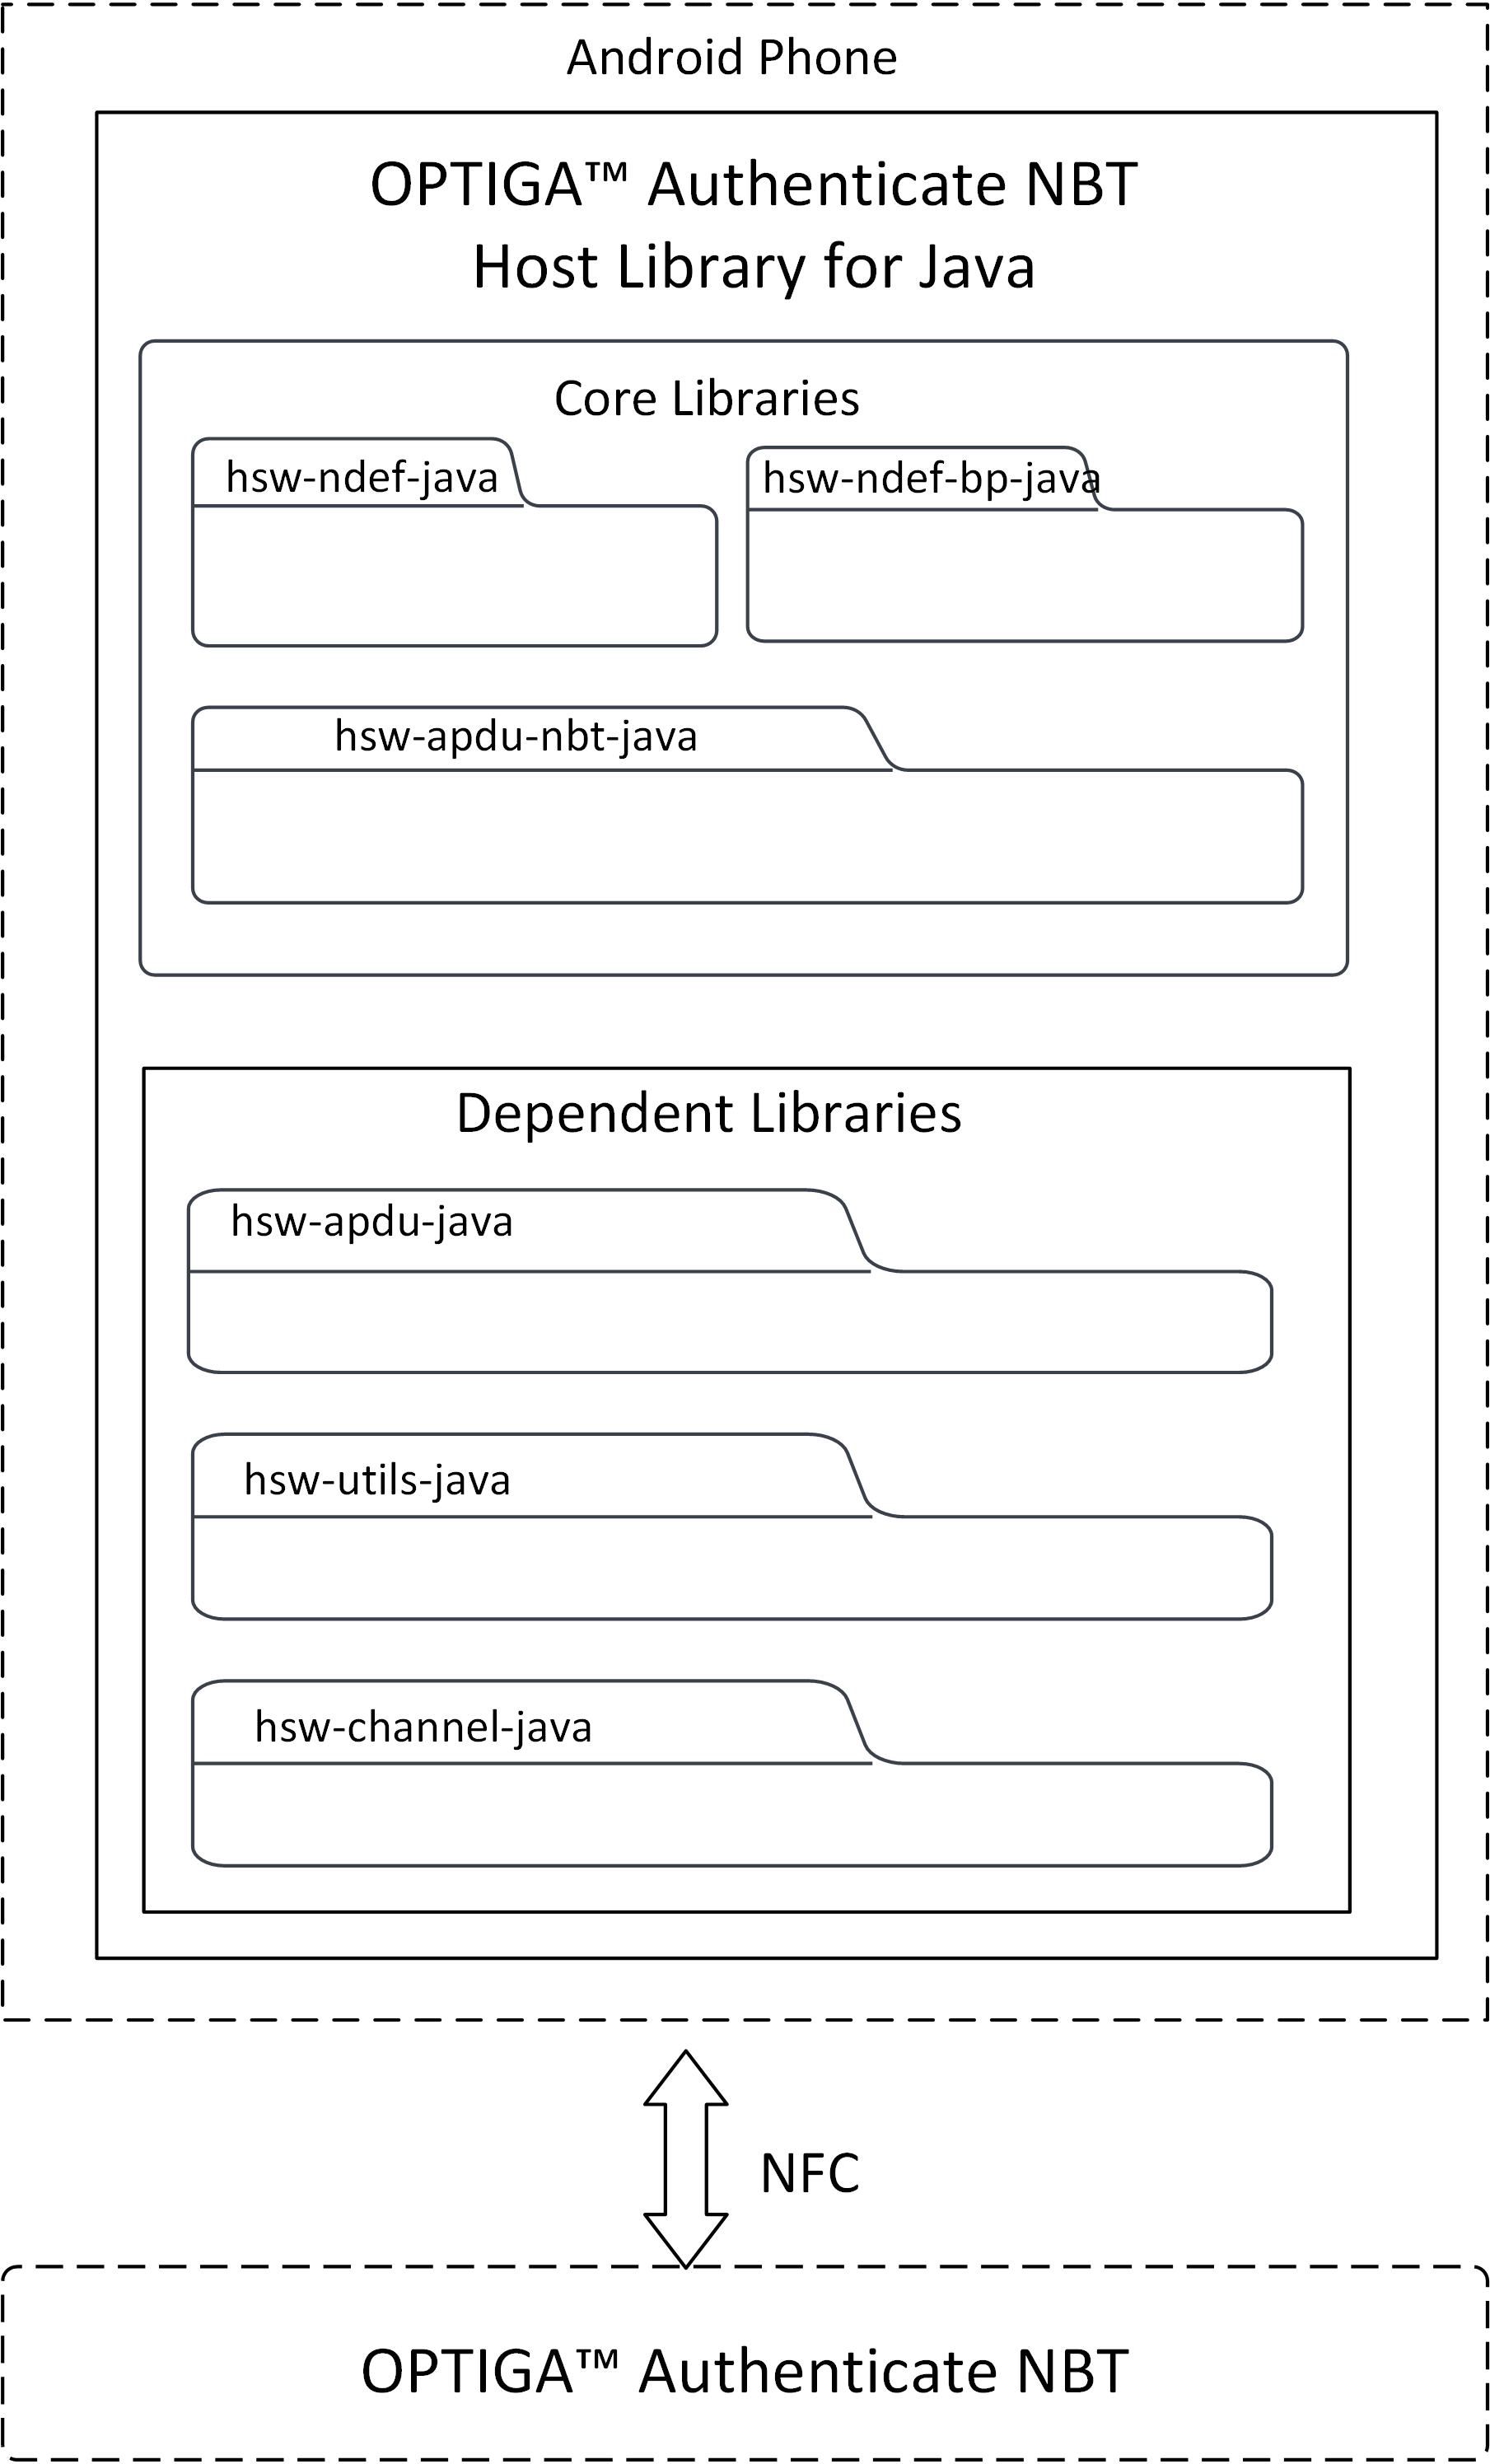 Android Phone
OPTIGA™ Authenticate NBT
Host Library for Java
Core Libraries
hsw-ndef-java
hsw-ndef-bp-java
hsw-apdu-nbt-java
Dependent Libraries
hsw-apdu-java
hsw-utils-java
hsw-channel-java
NFC
OPTIGA™ Authenticate NBT